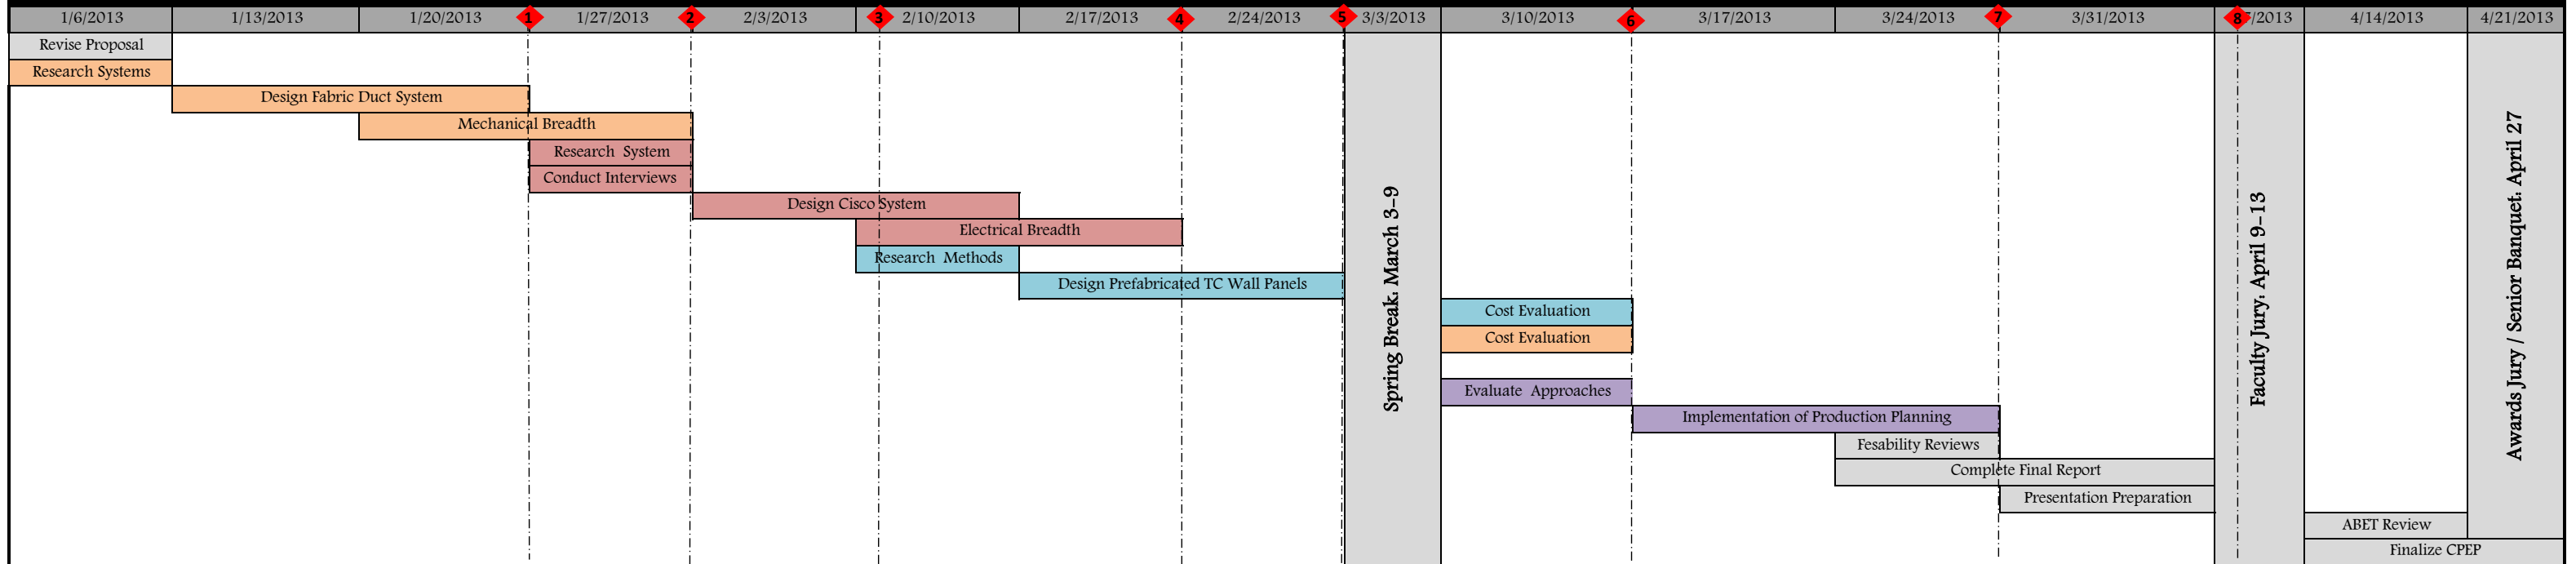 1/6/2013 1/13/2013 1/20/2013 1 1/27/2013 2 2/3/2013 3 2/10/2013 2/17/2013 4 2/24/2013 5 3/3/2013 3/10/2013 6 3/17/2013 3/24/2013 7 3/31/2013 8 /2013 4/14/2013 4/21/2013
Revise Proposal
Research Systems
Design Fabric Duct System
Mechanical Breadth
Research System
Conduct Interviews
Design Cisco System
Electrical Breadth
Research Methods
Design Prefabricated TC Wall Panels
Spring Break: March 3-9
Cost Evaluation
Cost Evaluation
Evaluate Approaches
Implementation of Production Planning
Fesability Reviews
Complete Final Report
Presentation Preparation
Faculty Jury: April 9-13
ABET Review
Finalize CPEP
Awards Jury / Senior Banquet: April 27